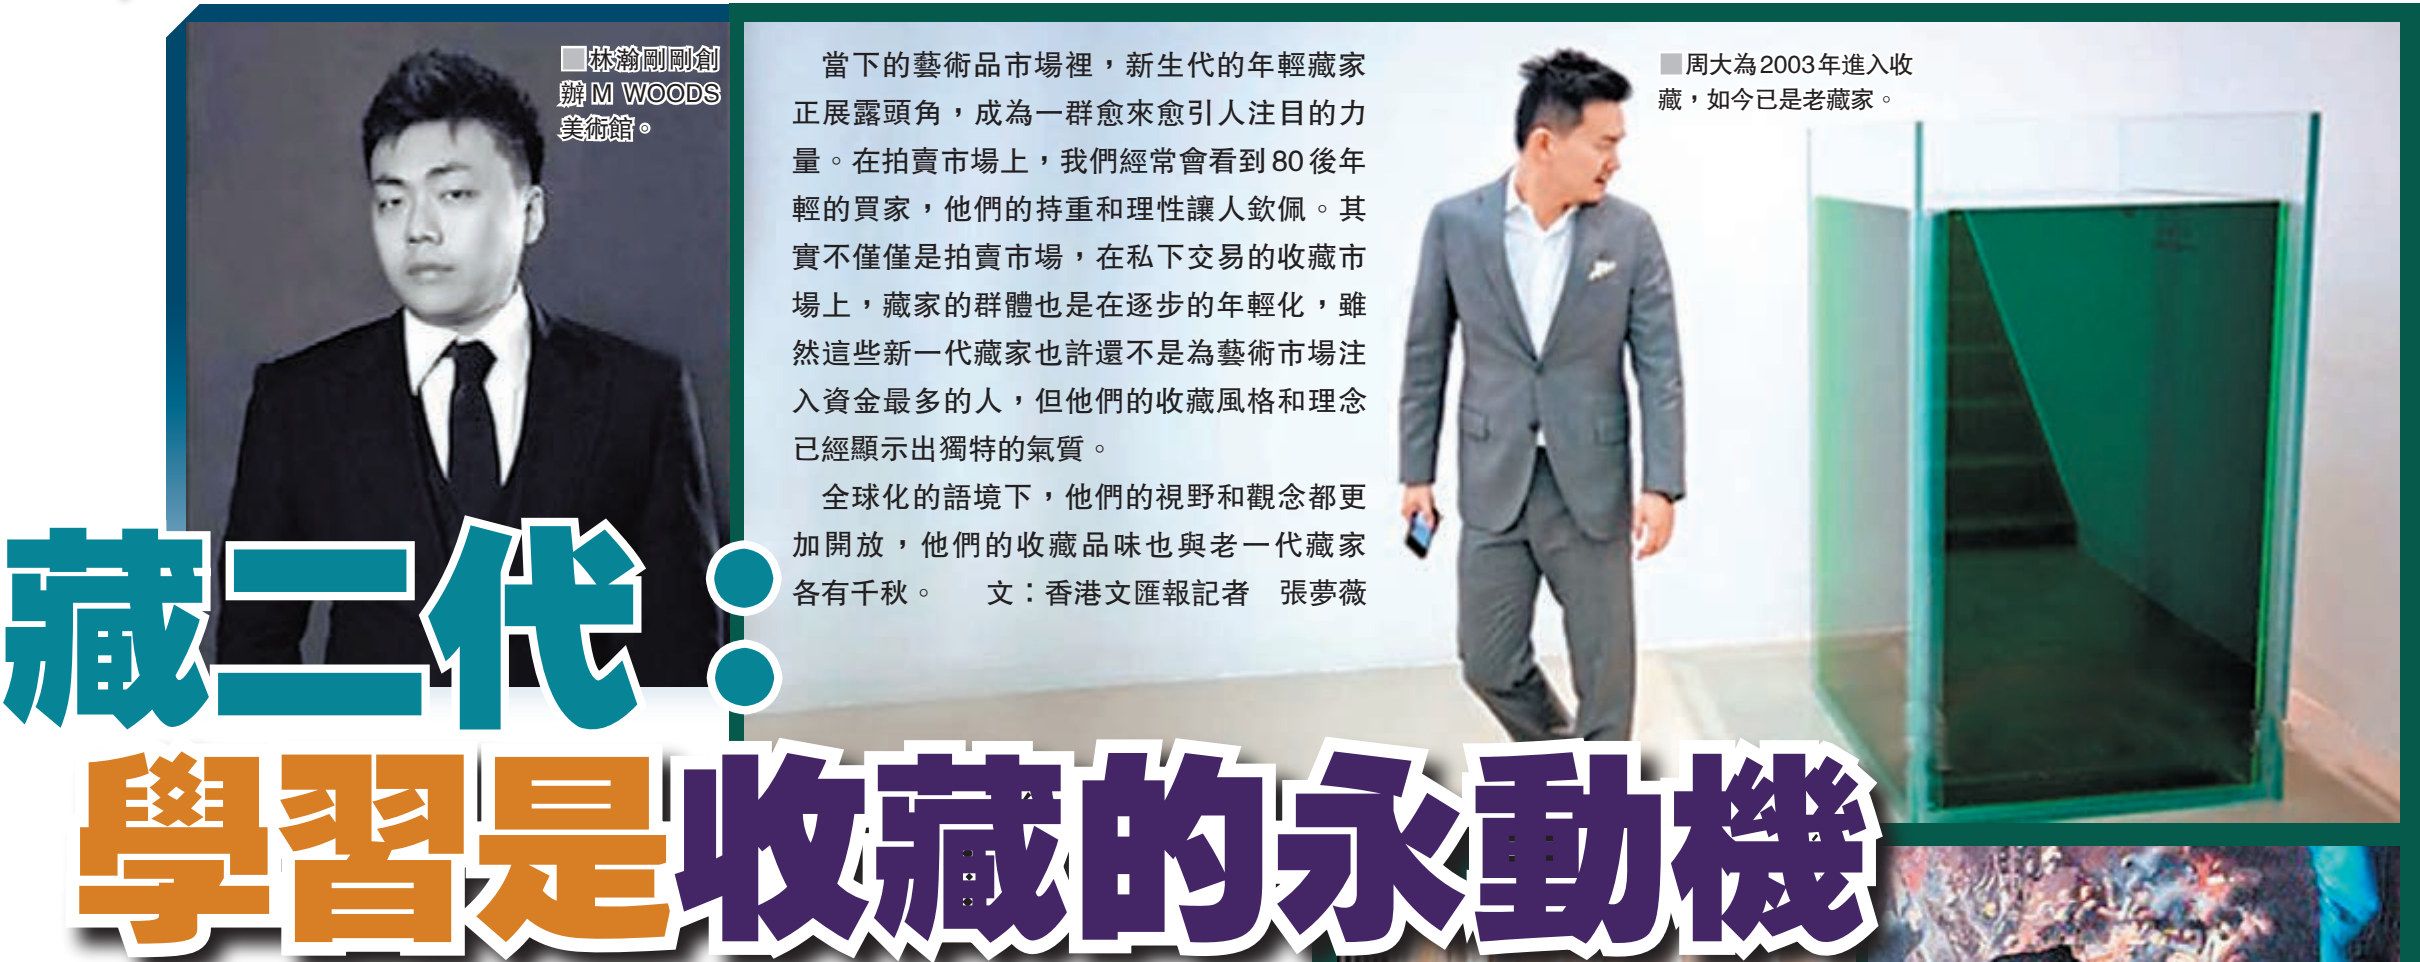 ■林瀚剛剛創
辦M WOODS
美術館。
當下的藝術品市場裡，新生代的年輕藏家
正展露頭角，成為一群愈來愈引人注目的力
量。在拍賣市場上，我們經常會看到80後年
輕的買家，他們的持重和理性讓人欽佩。其
實不僅僅是拍賣市場，在私下交易的收藏市
場上，藏家的群體也是在逐步的年輕化，雖
然這些新一代藏家也許還不是為藝術市場注
入資金最多的人，但他們的收藏風格和理念
已經顯示出獨特的氣質。
全球化的語境下，他們的視野和觀念都更
加開放，他們的收藏品味也與老一代藏家
各有千秋。 文：香港文匯報記者 張夢薇
■周大為2003年進入收
藏，如今已是老藏家。
藏二代：
學習是收藏的永動機